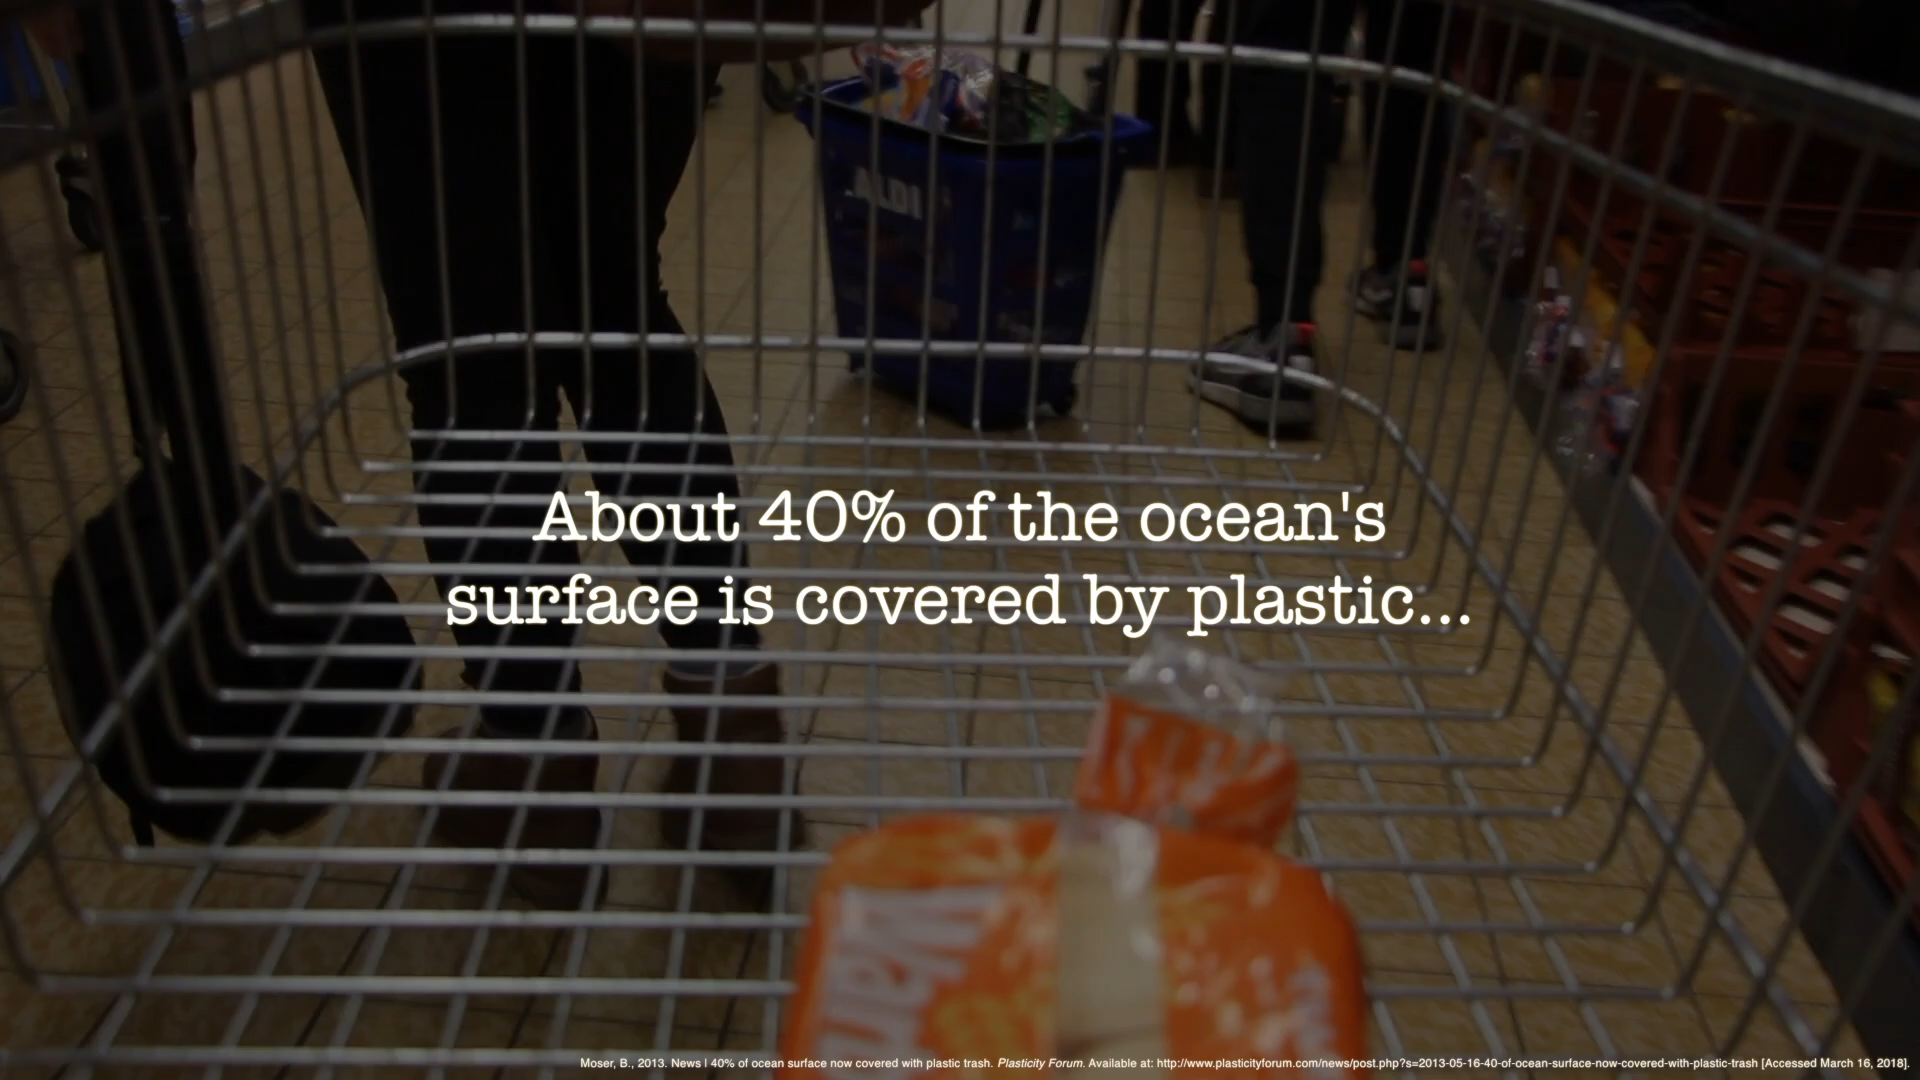 ALDI
About 40% of the ocean's
surface is covered by plastic...
Moser, B., 2013. News | 40% of ocean surface now covered with plastic trash. Plasticity Forum. Available at: http://www.plasticityforum.com/news/post.php?s=2013-05-16-40-of-ocean-surface-now-covered-with-plastic-trash [Accessed March 16, 2018].